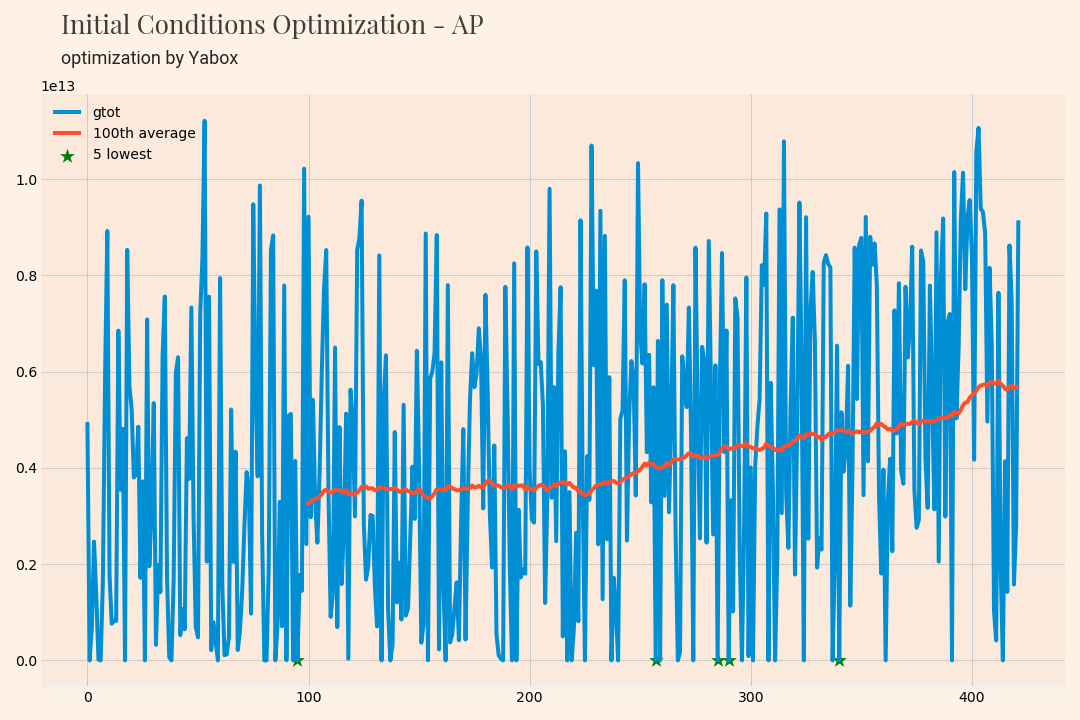 Initial Conditions Optimization - AP
optimization by Yabox
1e13
gtot
100th average
5 lowest
1.0
0.8
0.6
0.4
0.2
0.0
0 100 200 300 400